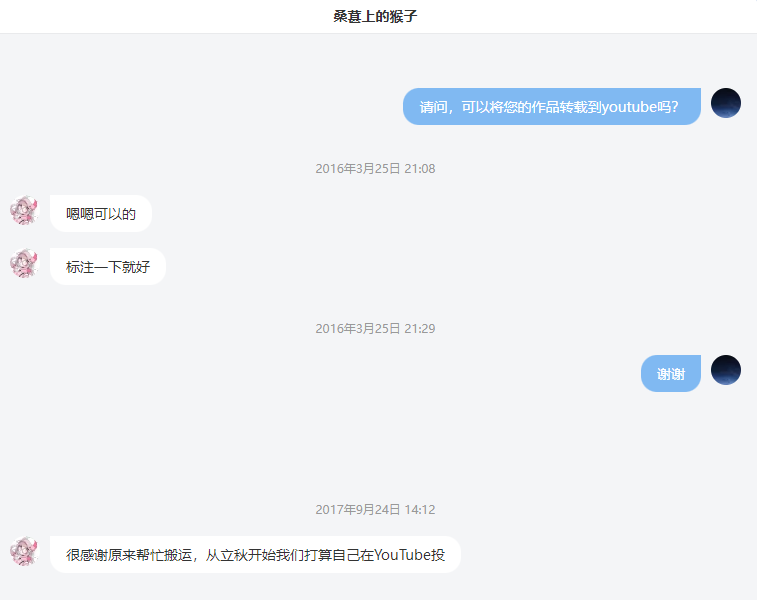 桑葚上的猴子
请问，可以将您的作品转载到youtube吗?
2016年3月25日 21:08
嗯嗯可以的
标注一下就好
2016年3月25日 21:29
谢谢
2017年9月24日 14:12
很感谢原来帮忙搬运，从立秋开始我们打算自己在YouTube投